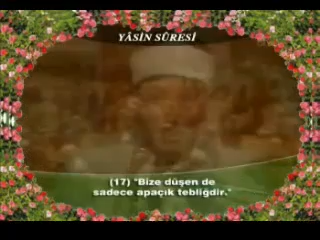 YÂSİN SÛRESİ
(17) "Bize düşen de
sadece apaçık tebliğdir."